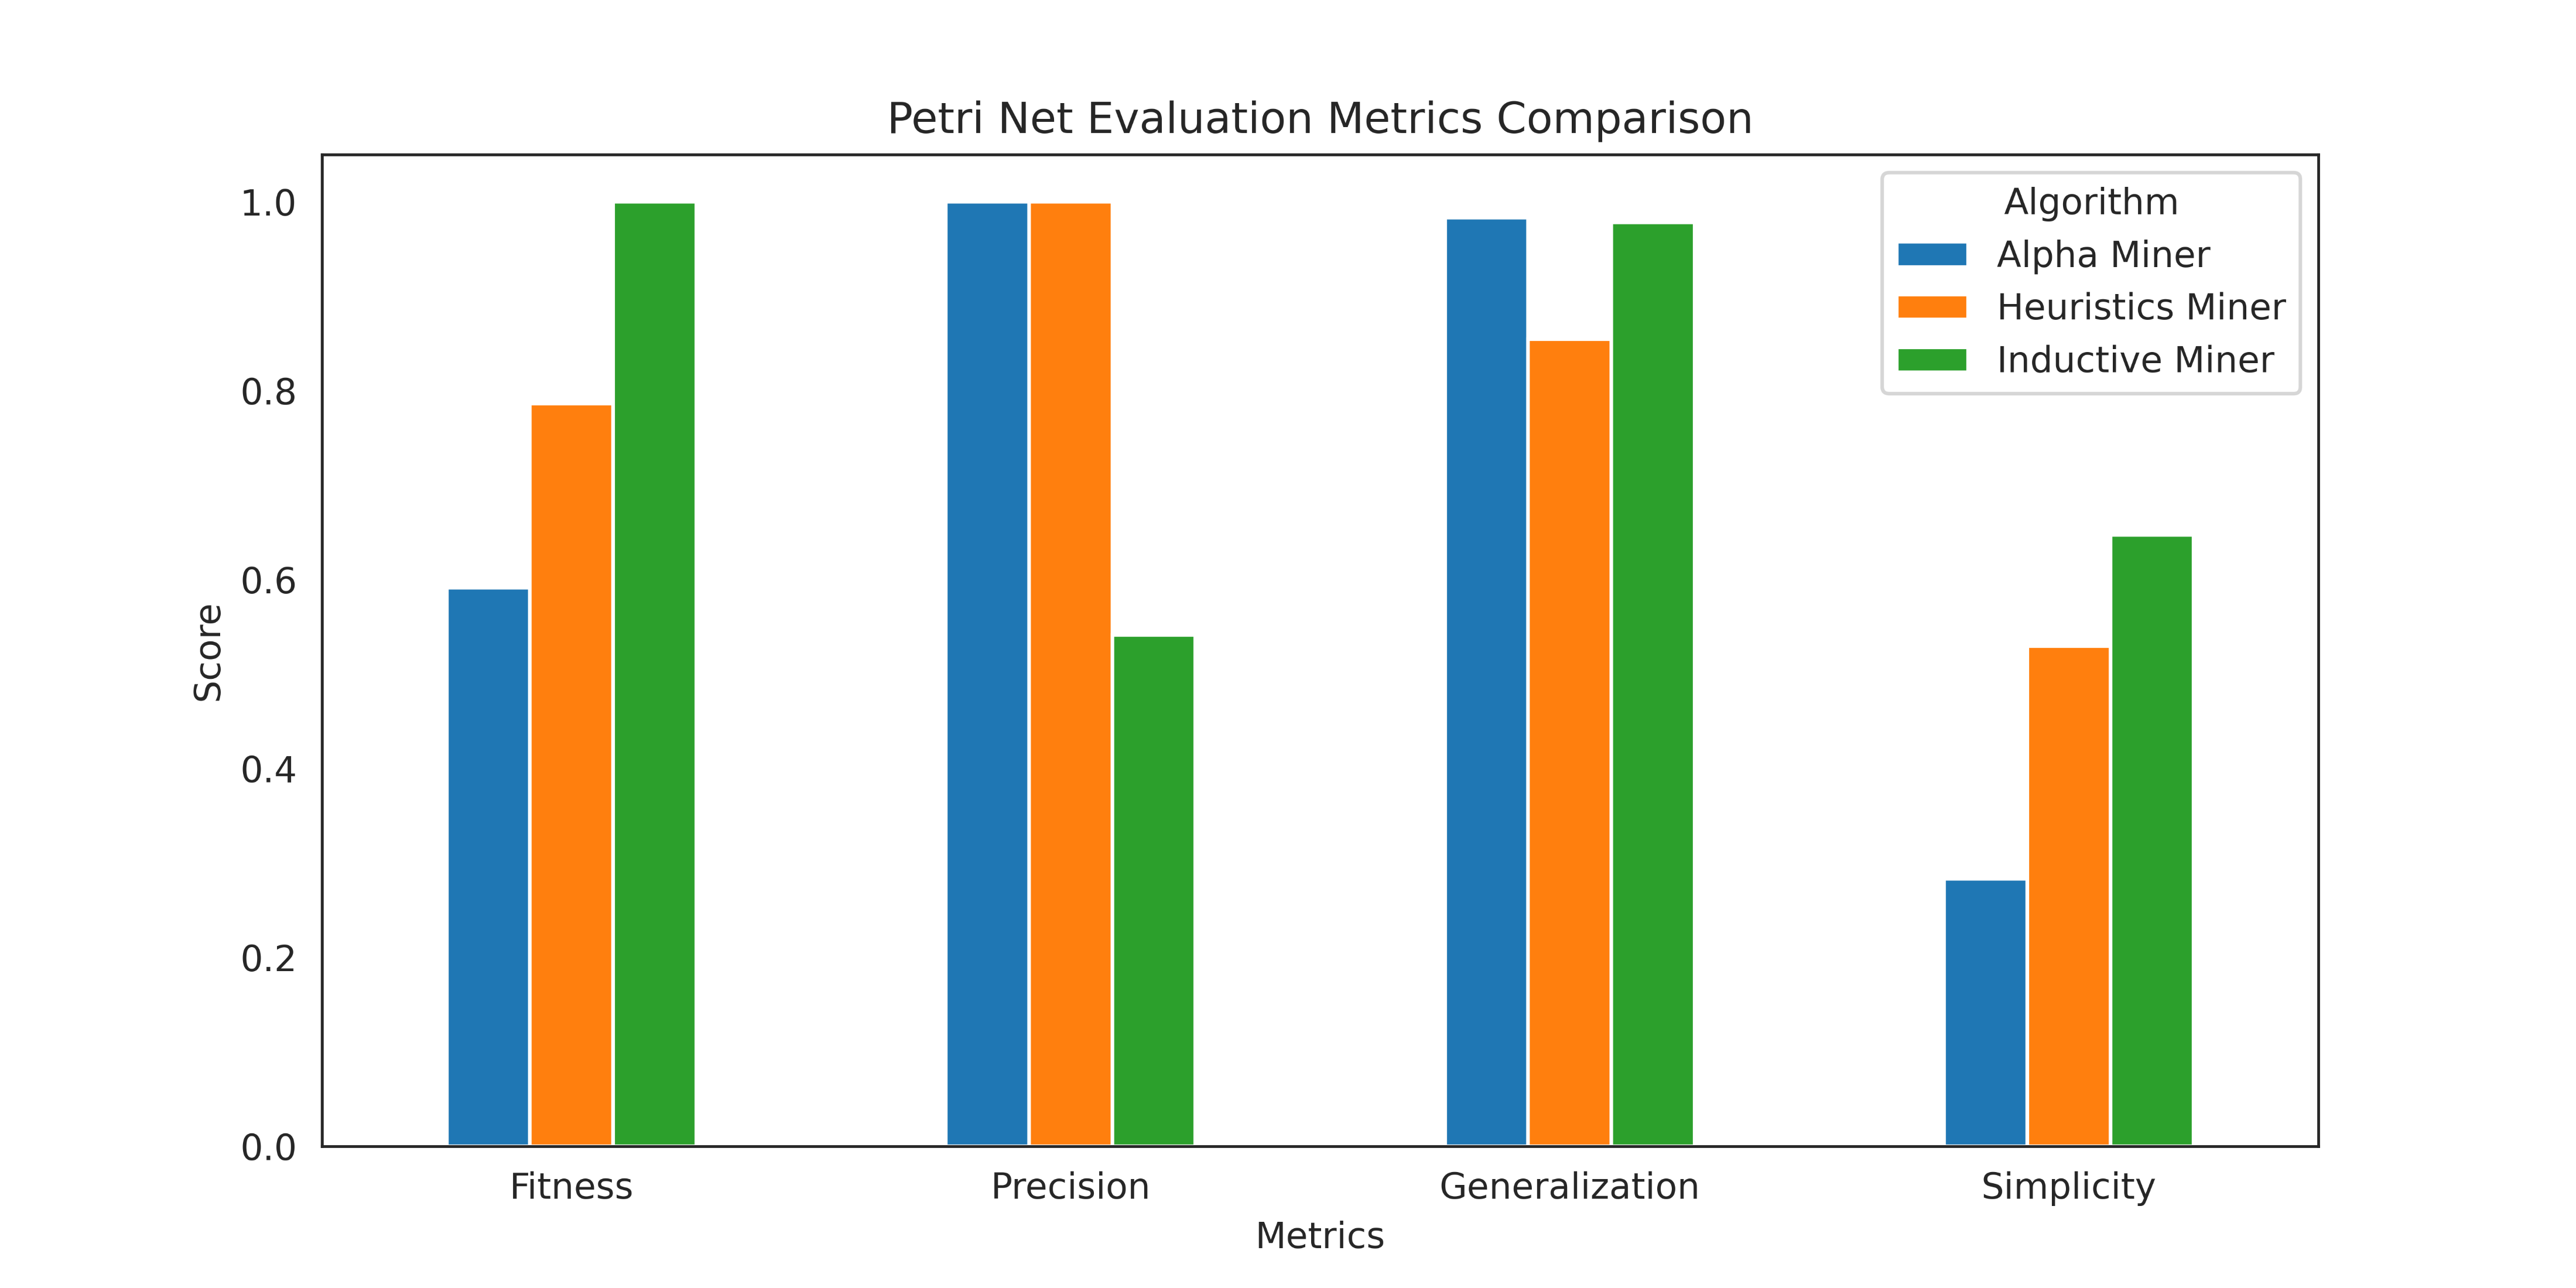 Petri Net Evaluation Metrics Comparison
Algorithm
Alpha Miner
Heuristics Miner
Inductive Miner
1.0
0.8
0.6
0.4
0.2
0.0
Score
Fitness
Precision
Generalization
Simplicity
Metrics